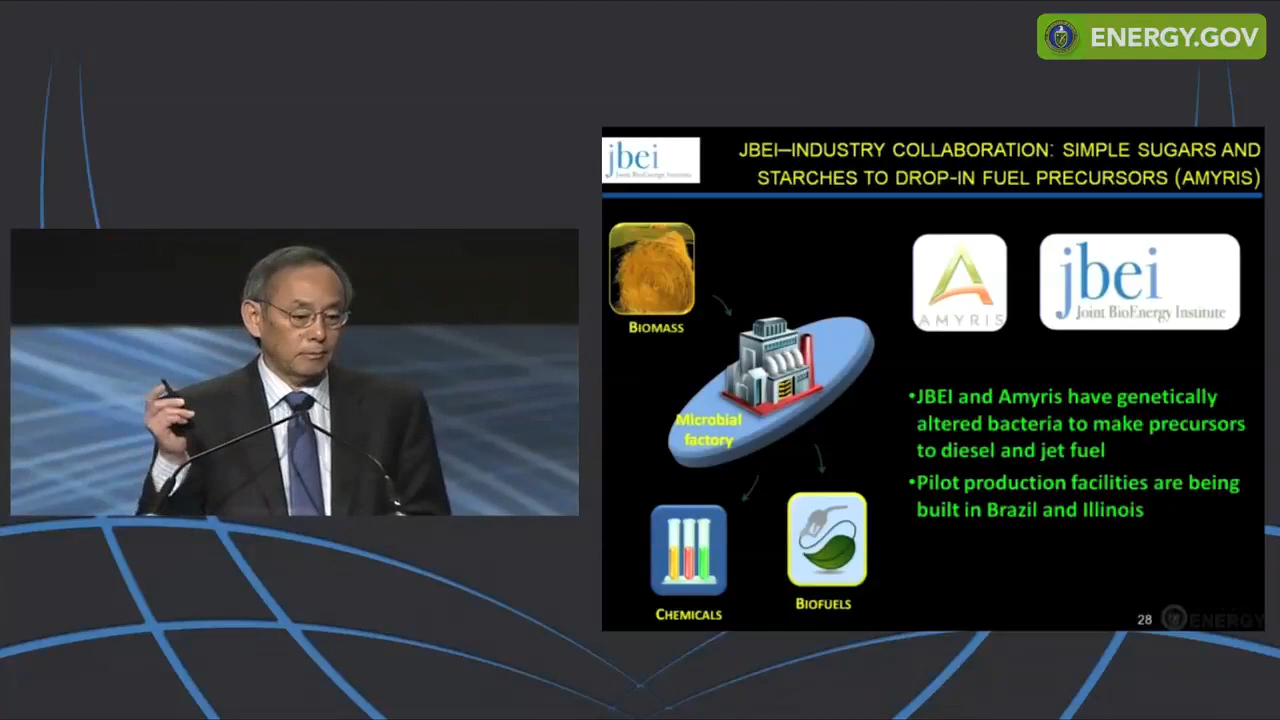 ENERGY.GOV
jbei
Joint BioEnergy Institute
JBEI–INDUSTRY COLLABORATION: SIMPLE SUGARS AND
STARCHES TO DROP-IN FUEL PRECURSORS (AMYRIS)
BIOMASS
AMYRIS
jbei
Joint BioEnergy Institute
Microbial
factory
•JBEI and Amyris have genetically
altered bacteria to make precursors
to diesel and jet fuel
•Pilot production facilities are being
built in Brazil and Illinois
CHEMICALS
BIOFUELS
28
ENERGY